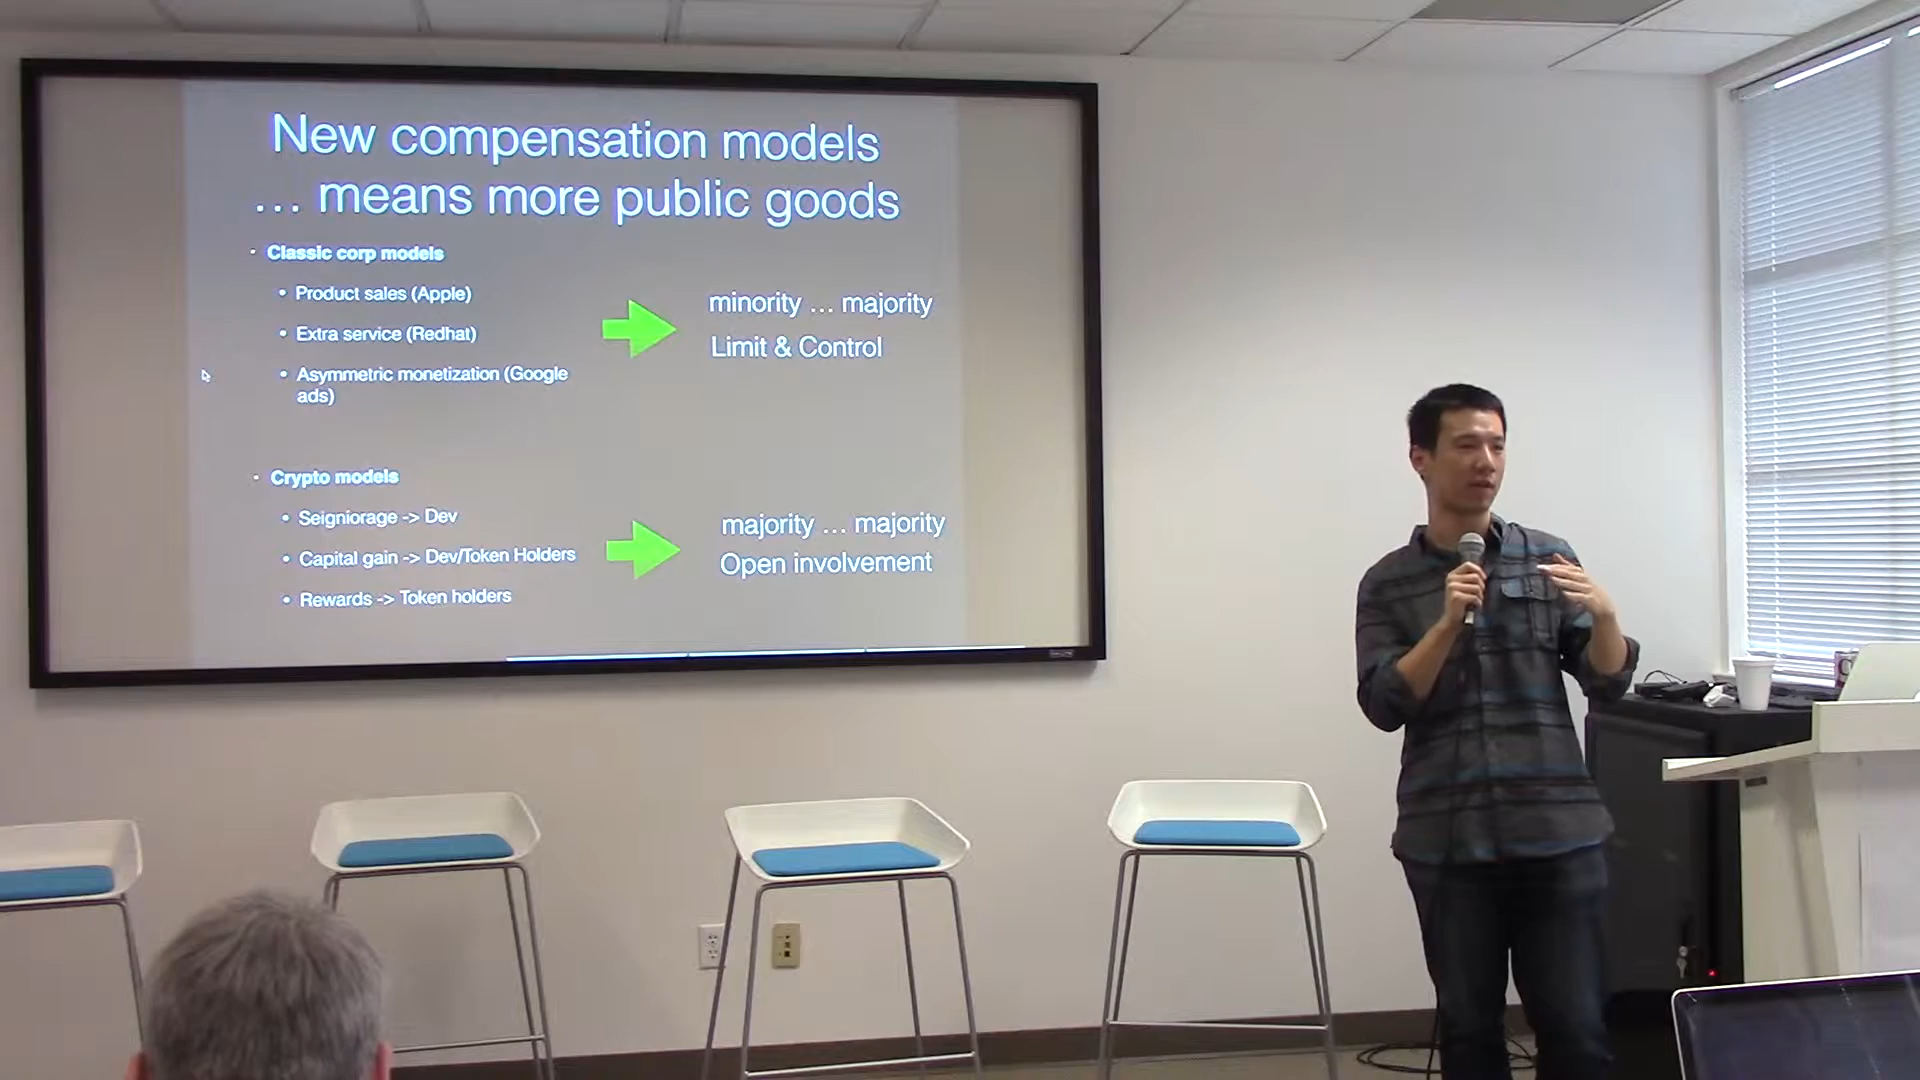 New compensation models
… means more public goods
· Classic corp models
• Product sales (Apple)
• Extra service (Redhat)
• Asymmetric monetization (Google
ads)
minority … majority
Limit & Control
· Crypto models
• Seigniorage -> Dev
• Capital gain -> Dev/Token Holders
• Rewards -> Token holders
majority … majority
Open involvement